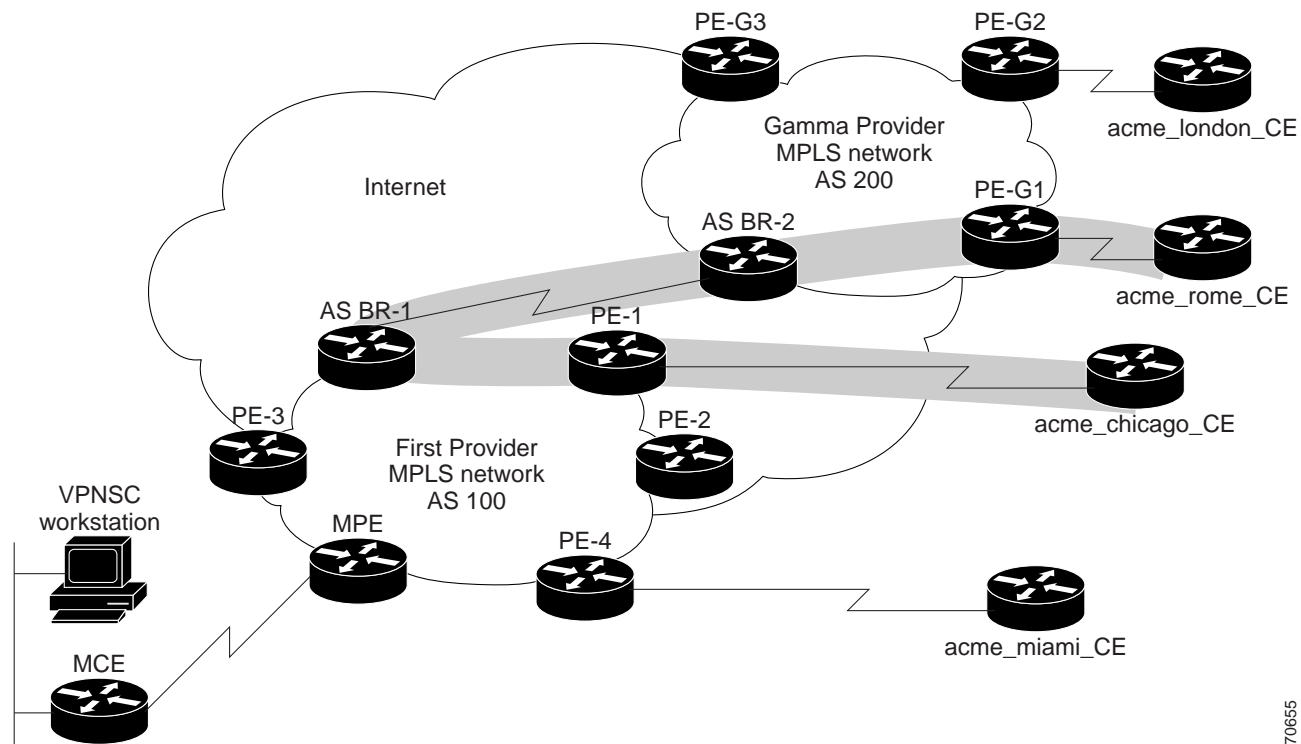 PE-G3
PE-G2
acme_london_CE
Gamma Provider
MPLS network
AS 200
Internet
PE-G1
AS BR-2
acme_rome_CE
AS BR-1
PE-1
acme_chicago_CE
PE-3
PE-2
First Provider
MPLS network
AS 100
VPNSC
workstation
MPE
PE-4
acme_miami_CE
MCE
70655